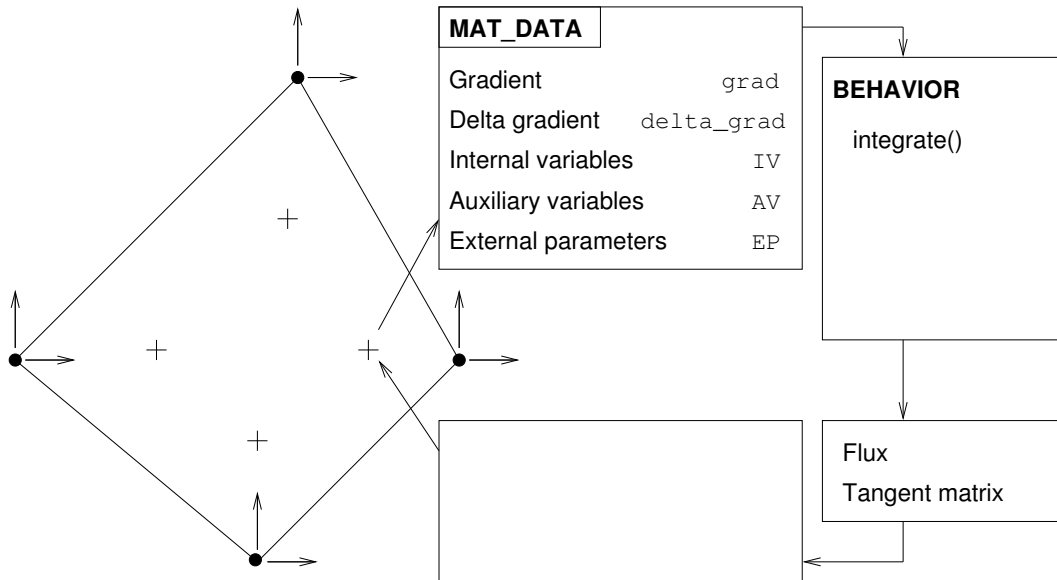 MAT_DATA
Gradient grad
Delta gradient delta_grad
Internal variables IV
Auxiliary variables AV
External parameters EP
BEHAVIOR
integrate()
Flux
Tangent matrix